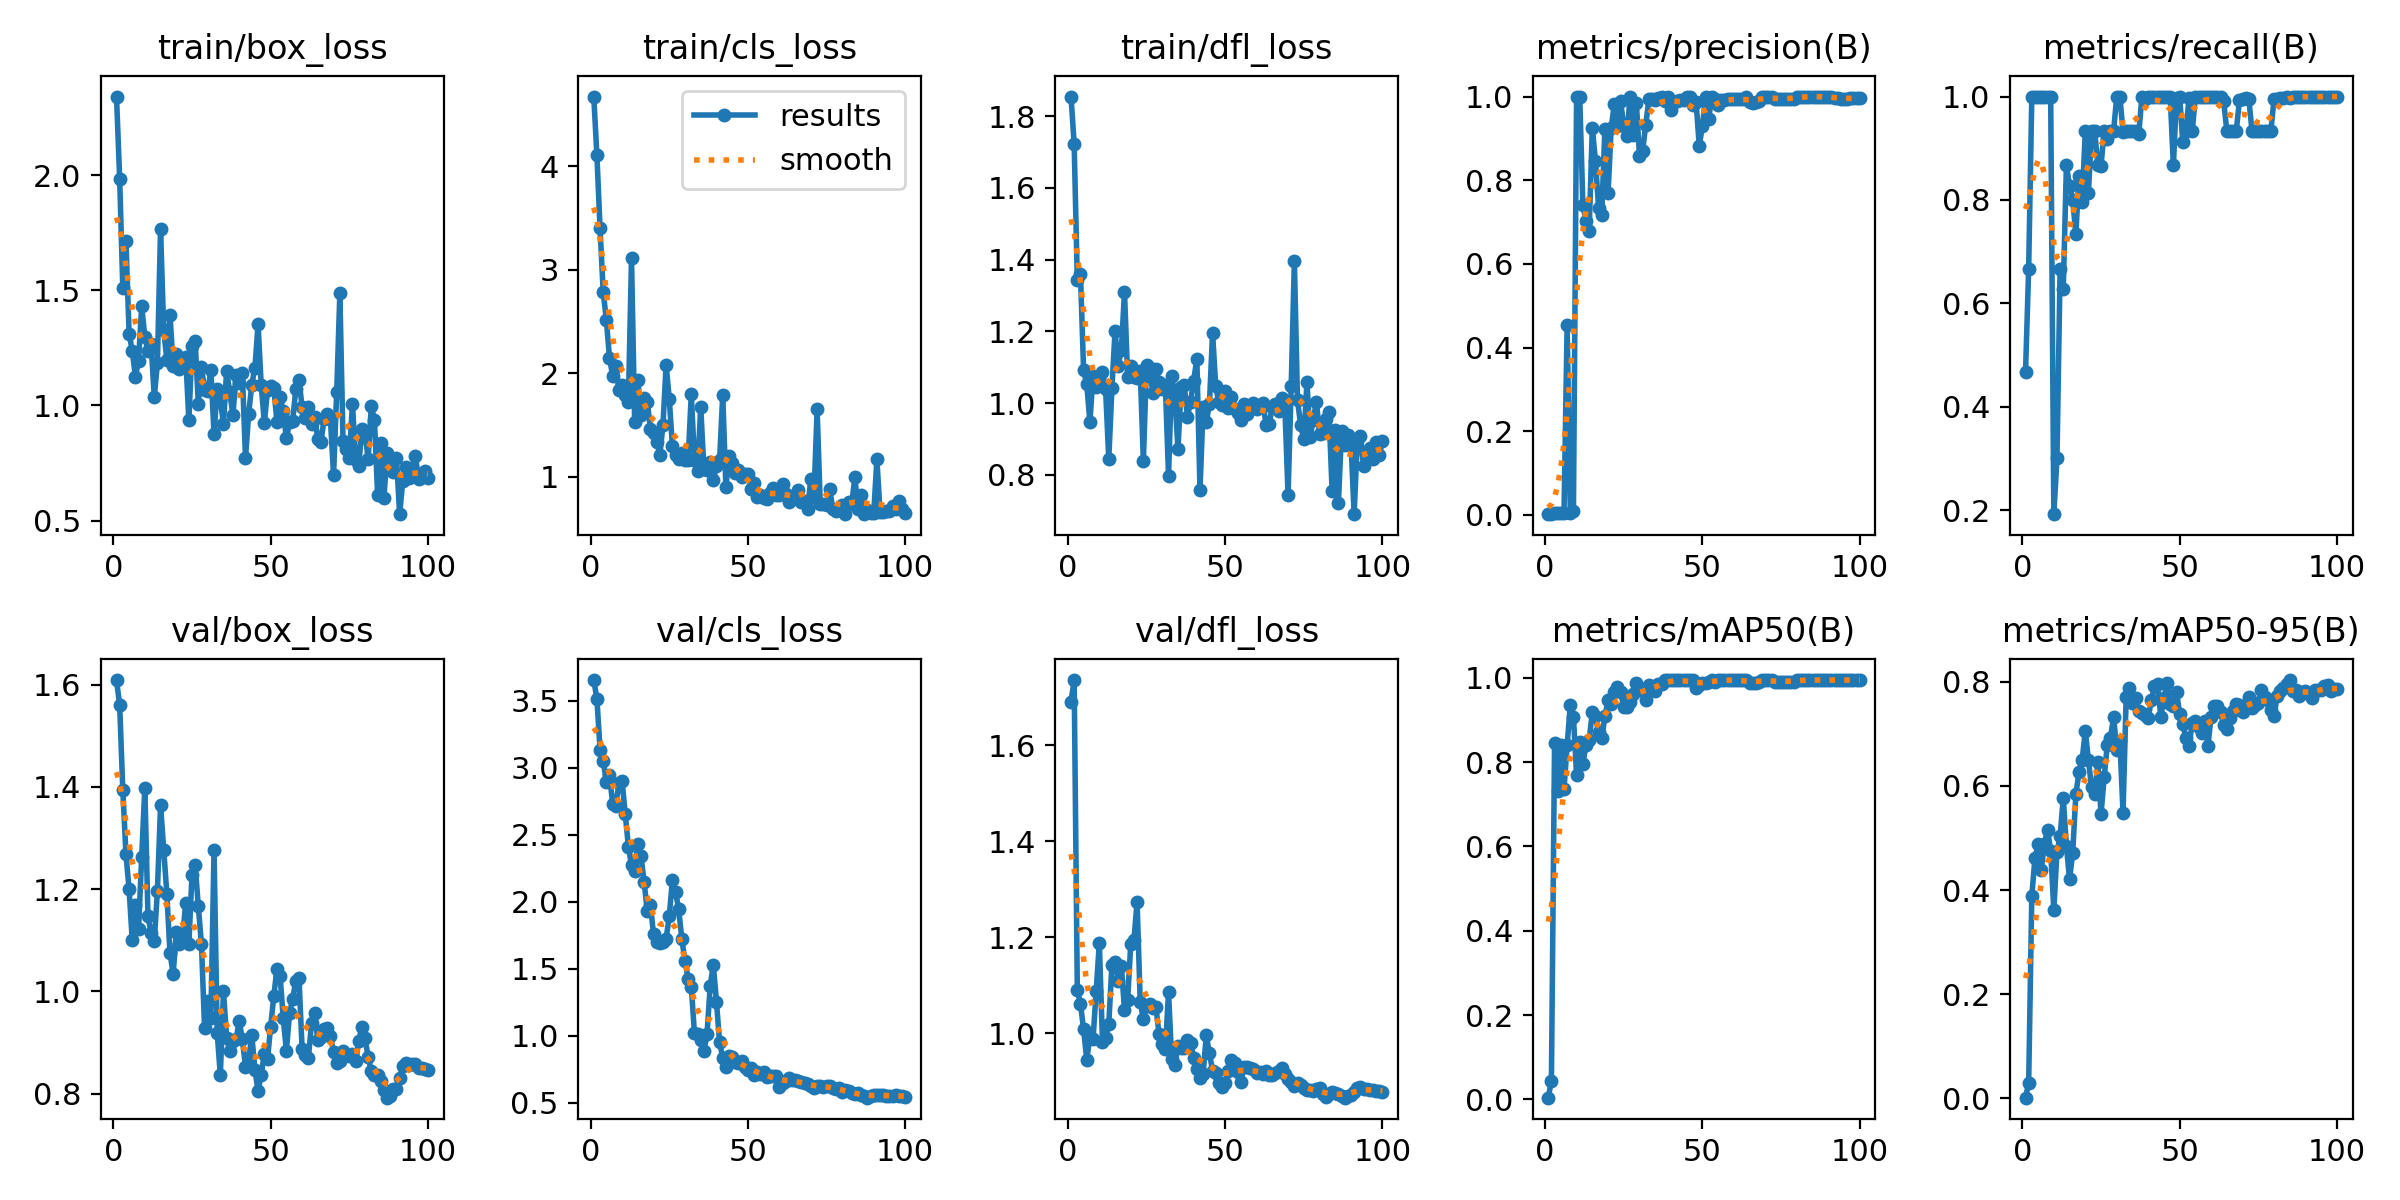 train/box_loss
2.0
1.5
1.0
0.5
0 50 100
train/cls_loss
results
smooth
4
3
2
1
0 50 100
train/dfl_loss
1.8
1.6
1.4
1.2
1.0
0.8
0 50 100
metrics/precision(B)
1.0
0.8
0.6
0.4
0.2
0.0
0 50 100
metrics/recall(B)
1.0
0.8
0.6
0.4
0.2
0 50 100
val/box_loss
1.6
1.4
1.2
1.0
0.8
0 50 100
val/cls_loss
3.5
3.0
2.5
2.0
1.5
1.0
0.5
0 50 100
val/dfl_loss
1.6
1.4
1.2
1.0
0 50 100
metrics/mAP50(B)
1.0
0.8
0.6
0.4
0.2
0.0
0 50 100
metrics/mAP50-95(B)
0.8
0.6
0.4
0.2
0.0
0 50 100